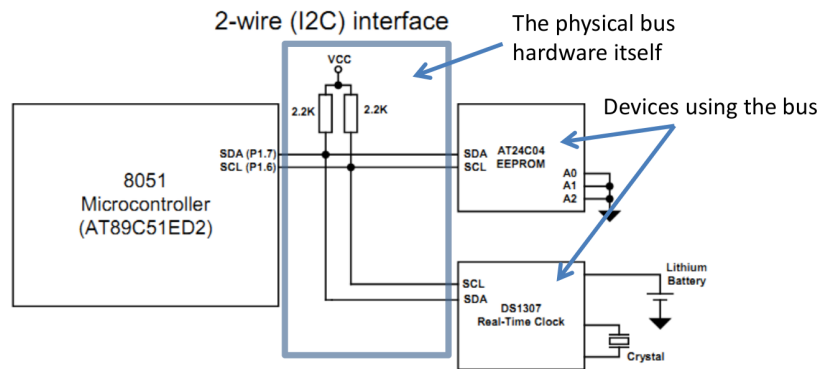 2-wire (I2C) interface
The physical bus
hardware itself
VCC
2.2K
2.2K
Devices using the bus
8051
Microcontroller
(AT89C51ED2)
SDA (P1.7)
SCL (P1.6)
SDA
SCL
AT24C04
EEPROM
A0
A1
A2
SCL
SDA
DS1307
Real-Time Clock
Lithium
Battery
Crystal